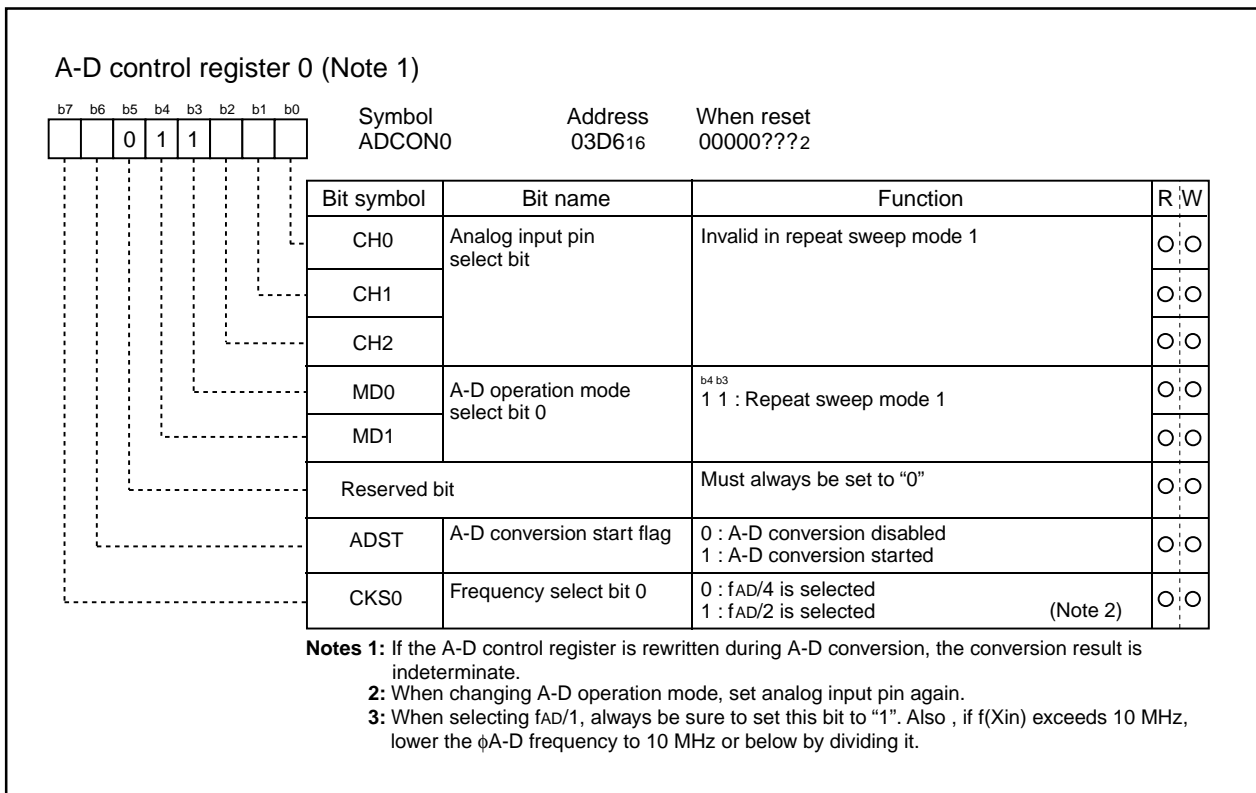 A-D control register 0 (Note 1)
b7 b6 b5 b4 b3 b2 b1 b0
0 1 1
Symbol Address When reset
ADCON0 03D616 00000???2
Bit symbol Bit name Function R W
CH0 Analog input pin select bit Invalid in repeat sweep mode 1
CH1
CH2
MD0 A-D operation mode select bit 0 b4 b3
1 1 : Repeat sweep mode 1
MD1
Reserved bit Must always be set to “0”
ADST A-D conversion start flag 0 : A-D conversion disabled
1 : A-D conversion started
CKS0 Frequency select bit 0 0 : fAD/4 is selected
1 : fAD/2 is selected (Note 2)
Notes 1: If the A-D control register is rewritten during A-D conversion, the conversion result is
indeterminate.
2: When changing A-D operation mode, set analog input pin again.
3: When selecting fAD/1, always be sure to set this bit to “1”. Also , if f(Xin) exceeds 10 MHz,
lower the ϕA-D frequency to 10 MHz or below by dividing it.